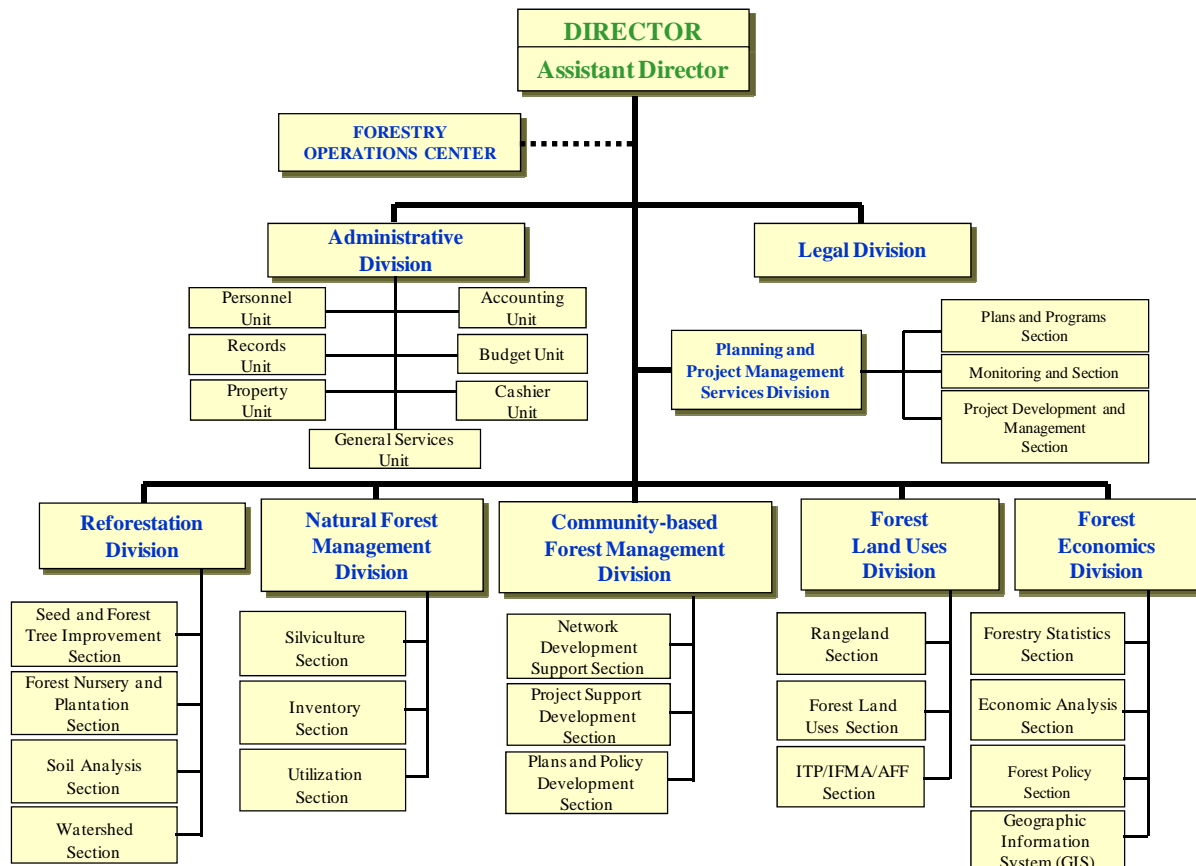 DIRECTOR
Assistant Director
FORESTRY
OPERATIONS CENTER
Administrative
Division
Legal Division
Personnel
Unit
Accounting
Unit
Records
Unit
Budget Unit
Property
Unit
Cashier
Unit
General Services
Unit
Planning and
Project Management
Services Division
Plans and Programs
Section
Monitoring and Section
Project Development and
Management
Section
Reforestation
Division
Seed and Forest
Tree Improvement
Section
Forest Nursery and
Plantation
Section
Soil Analysis
Section
Watershed
Section
Natural Forest
Management
Division
Silviculture
Section
Inventory
Section
Utilization
Section
Community-based
Forest Management
Division
Network
Development
Support Section
Project Support
Development
Section
Plans and Policy
Development
Section
Forest
Land Uses
Division
Rangeland
Section
Forest Land
Uses Section
ITP/IFMA/AFF
Section
Forest
Economics
Division
Forestry Statistics
Section
Economic Analysis
Section
Forest Policy
Section
Geographic
Information
System (GIS)